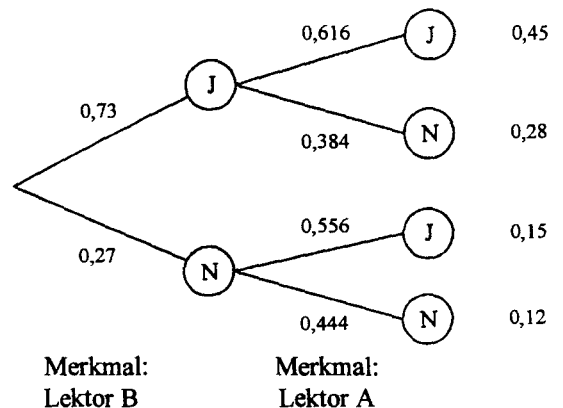 0,616 J 0,45
0,73 J
0,384 N 0,28
0,556 J 0,15
0,27 N
0,444 N 0,12
Merkmal: Merkmal:
Lektor B Lektor A